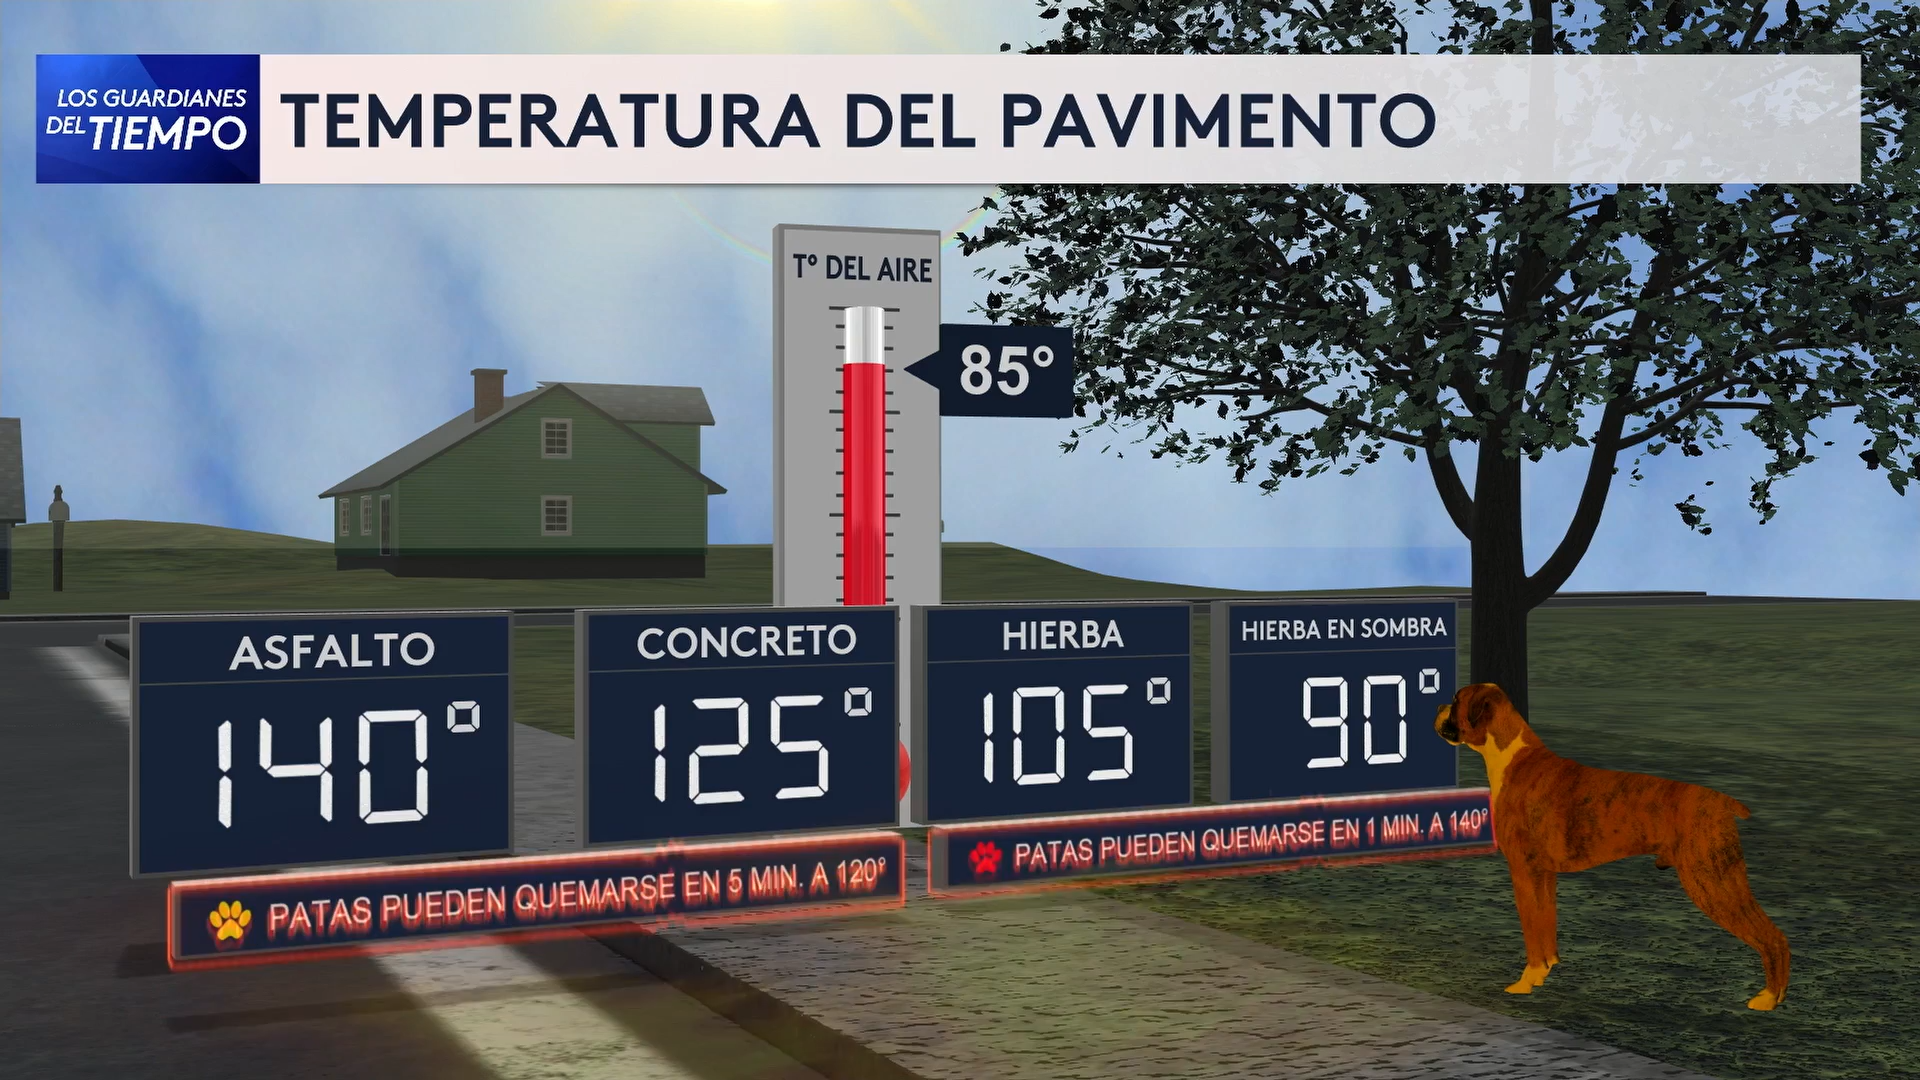 LOS GUARDIANES
DEL TIEMPO
TEMPERATURA DEL PAVIMENTO
T° DEL AIRE
85°
ASFALTO
140°
CONCRETO
125°
HIERBA
105°
HIERBA EN SOMBRA
90°
PATAS PUEDEN QUEMARSE EN 5 MIN. A 120°
PATAS PUEDEN QUEMARSE EN 1 MIN. A 140°